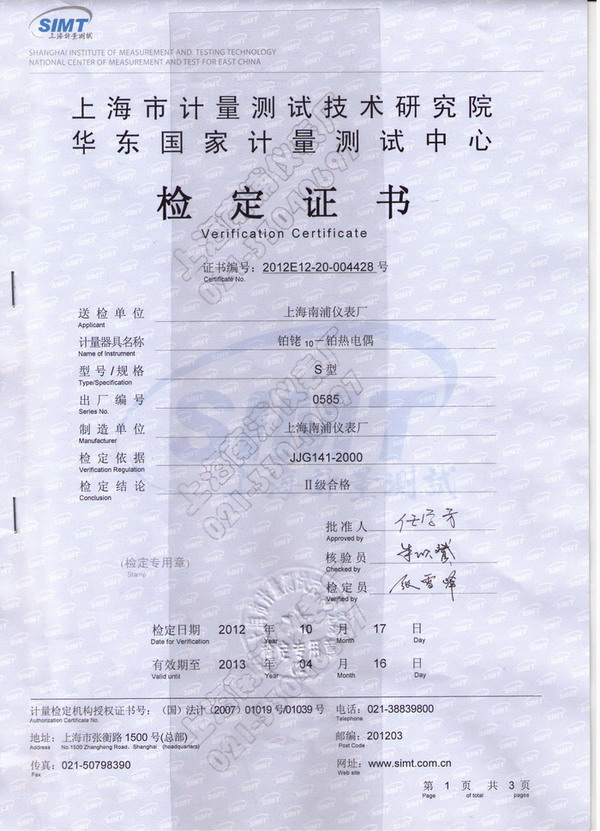 SIMT
上海计量测试
SHANGHAI INSTITUTE OF MEASUREMENT AND TESTING TECHNOLOGY
NATIONAL CENTER OF MEASUREMENT AND TEST FOR EAST CHINA
上海市计量测试技术研究院
华东国家计量测试中心
检定证书
Verification Certificate
证书编号：2012E12-20-004428 号
Certificate No.
送检单位 上海南浦仪表厂
Applicant
计量器具名称 铂铑10－铂热电偶
Name of Instrument
型号/规格 S 型
Type/Specification
出厂编号 0585
Series No.
制造单位 上海南浦仪表厂
Manufacturer
检定依据 JJG141-2000
Verification Regulation
检定结论 Ⅱ级合格
Conclusion
批准人
Approved by
核验员
Checked by
(检定专用章)
Stamp
检定员
Verified by
检定专用章
检定日期 2012 年 10 月 17 日
Date for Verification Year Month Day
有效期至 2013 年 04 月 16 日
Valid until Year Month Day
计量检定机构授权证书号：（国）法计（2007）01019 号/01039 号 电话：021-38839800
Authorization Certificate No. Telephone
地址：上海市张衡路 1500 号(总部) 邮编：201203
Address No.1500 Zhangheng Road，Shanghai (headquarters) Post Code
传真：021-50798390 网址：www.simt.com.cn
Fax Web site
第 1 页 共 3 页
Page of total pages